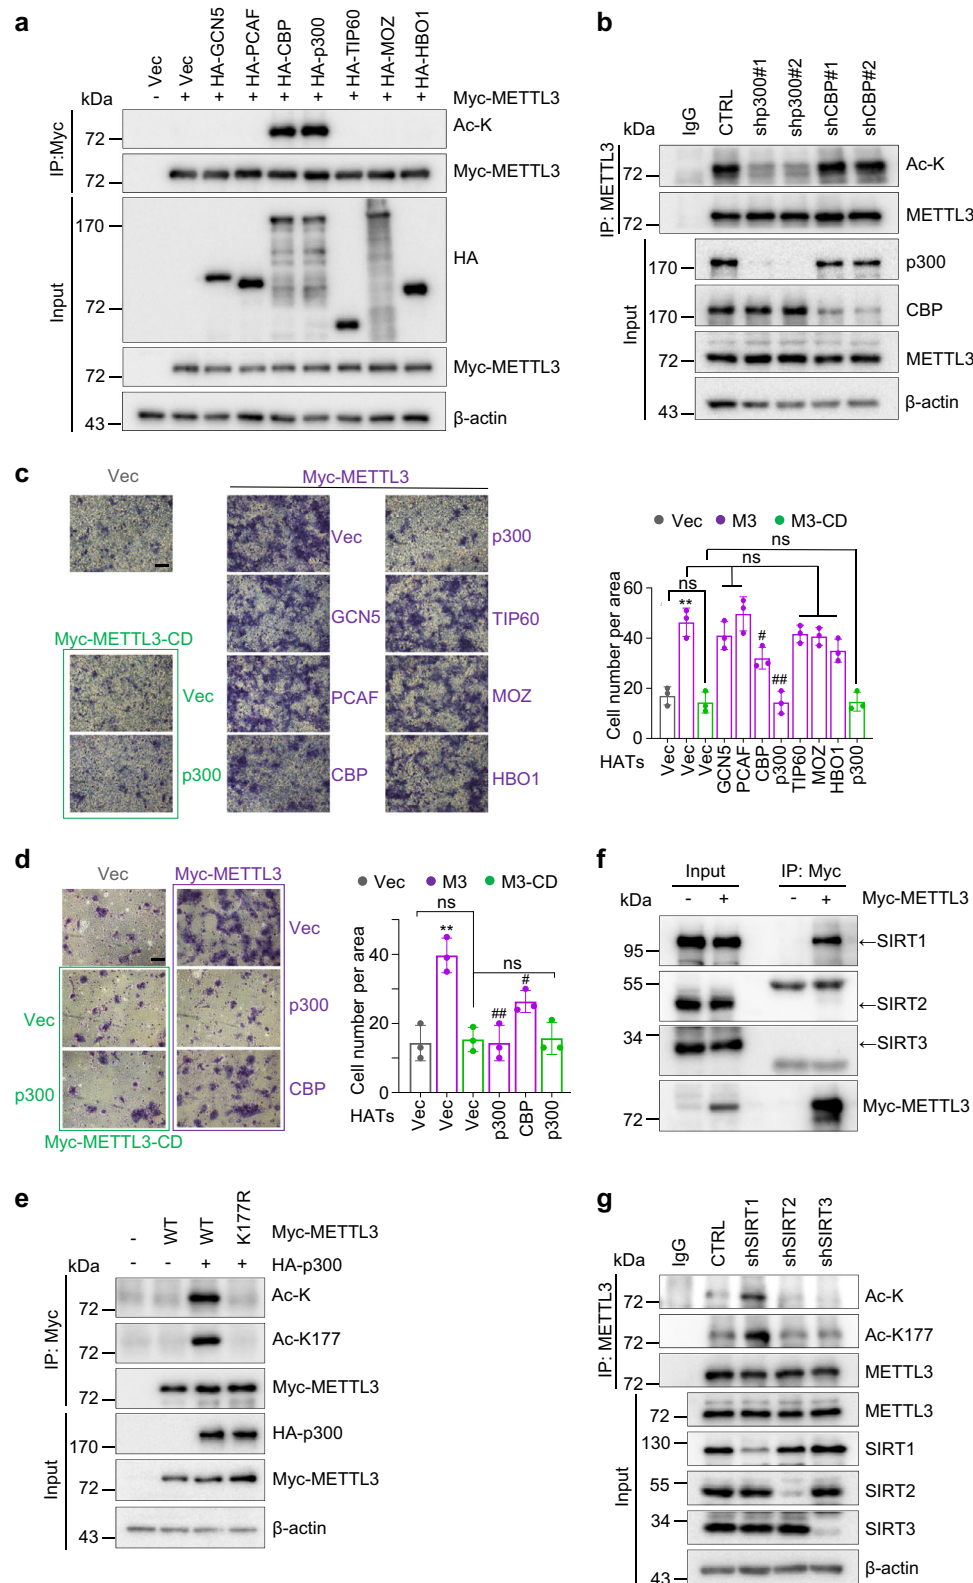 a
Vec
Vec
HA-GCN5
HA-PCAF
HA-CBP
HA-p300
HA-TIP60
HA-MOZ
HA-HBO1
kDa
- + + + + + + + + Myc-METTL3
IP:Myc
72
Ac-K
72
Myc-METTL3
Input
170
72
HA
72
Myc-METTL3
43
β-actin
b
IgG
CTRL
shp300#1
shp300#2
shCBP#1
shCBP#2
kDa
IP: METTL3
Ac-K
72
METTL3
Input
170
p300
170
CBP
72
METTL3
43
β-actin
c
Vec
Myc-METTL3
Vec
p300
GCN5
TIP60
Myc-METTL3-CD
Vec
PCAF
MOZ
p300
CBP
HBO1
Vec M3 M3-CD
ns
ns
ns
**
#
##
Cell number per area
60
40
20
0
HATs
Vec
Vec
Vec
GCN5
PCAF
CBP
p300
TIP60
MOZ
HBO1
p300
d
Vec
Myc-METTL3
Vec
Vec
p300
p300
CBP
Myc-METTL3-CD
Vec M3 M3-CD
ns
**
ns
##
#
Cell number per area
40
20
0
HATs
Vec
Vec
Vec
p300
CBP
p300
f
Input
IP: Myc
kDa
- + - + Myc-METTL3
95
←SIRT1
55
←SIRT2
34
←SIRT3
72
Myc-METTL3
e
- WT WT K177R Myc-METTL3
kDa
- - + + HA-p300
IP: Myc
72
Ac-K
72
Ac-K177
72
Myc-METTL3
Input
170
HA-p300
72
Myc-METTL3
43
β-actin
g
IgG
CTRL
shSIRT1
shSIRT2
shSIRT3
kDa
IP: METTL3
72
Ac-K
72
Ac-K177
72
METTL3
Input
72
METTL3
130
SIRT1
55
SIRT2
34
SIRT3
43
β-actin